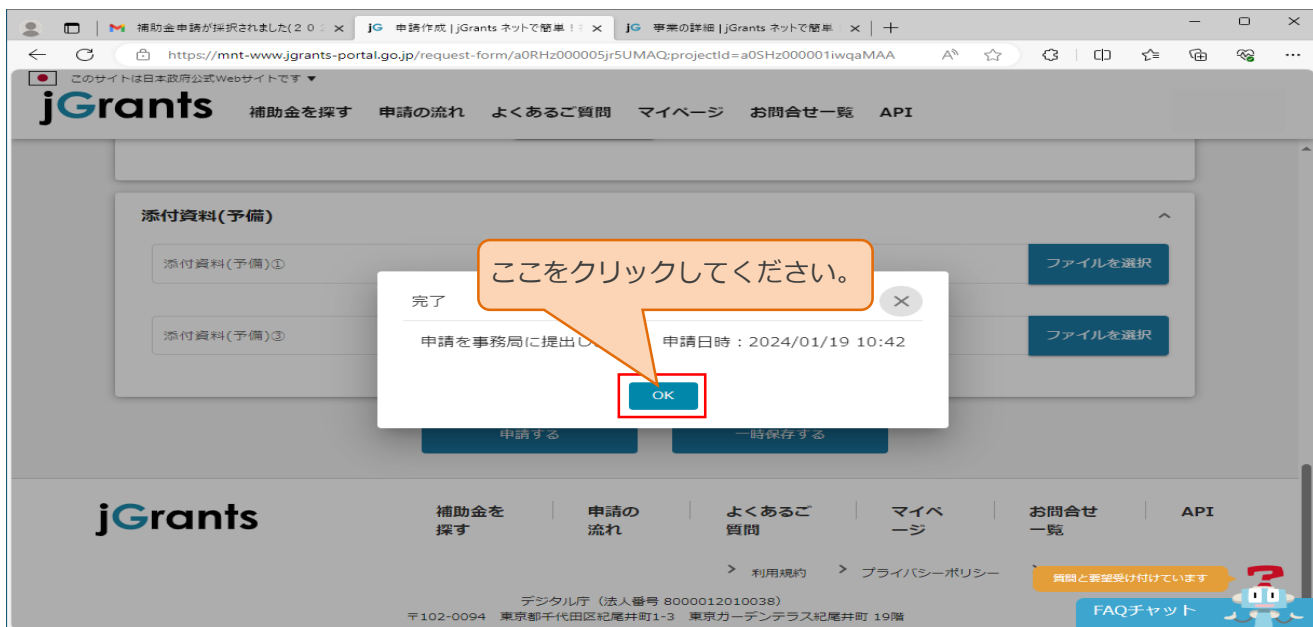 補助金申請が採択されました(２０
jG 申請作成 | jGrants ネットで簡単！
jG 事業の詳細 | jGrants ネットで簡単
https://mnt-www.jgrants-portal.go.jp/request-form/a0RHz000005jr5UMAQ;projectId=a0SHz000001iwqaMAA
このサイトは日本政府公式Webサイトです ▼
jGrants 補助金を探す 申請の流れ よくあるご質問 マイページ お問合せ一覧 API
添付資料(予備)
添付資料(予備)①
ファイルを選択
ここをクリックしてください。
完了
添付資料(予備)③
ファイルを選択
申請を事務局に提出し
申請日時：2024/01/19 10:42
OK
申請する
一時保存する
jGrants
補助金を
探す
申請の
流れ
よくあるご
質問
マイペ
ージ
お問合せ
一覧
API
> 利用規約
> プライバシーポリシー
質問と要望受け付けています
FAQチャット
デジタル庁（法人番号 8000012010038）
〒102-0094 東京都千代田区紀尾井町1-3 東京ガーデンテラス紀尾井町 19階